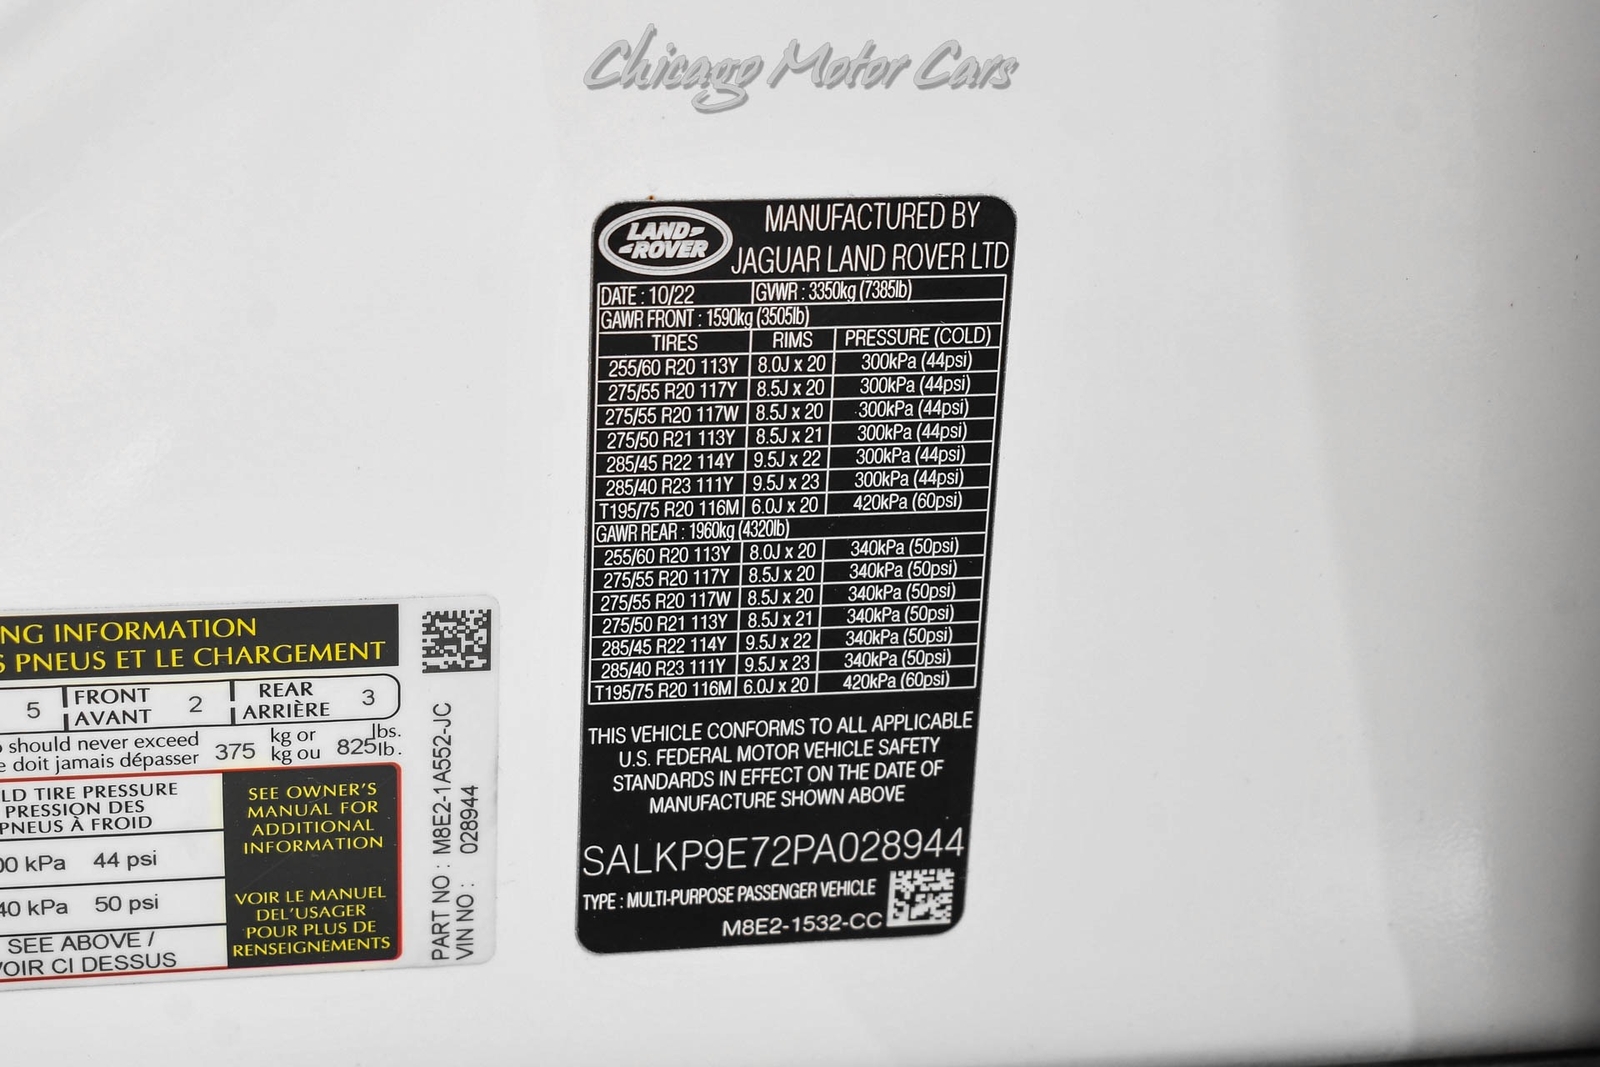 Chicago Motor Cars
LAND ROVER
MANUFACTURED BY
JAGUAR LAND ROVER LTD
DATE : 10/22 GVWR : 3350kg (7385lb)
GAWR FRONT : 1590kg (3505lb)
TIRES RIMS PRESSURE (COLD)
255/60 R20 113Y 8.0J x 20 300kPa (44psi)
275/55 R20 117Y 8.5J x 20 300kPa (44psi)
275/55 R20 117W 8.5J x 20 300kPa (44psi)
275/50 R21 113Y 8.5J x 21 300kPa (44psi)
285/45 R22 114Y 9.5J x 22 300kPa (44psi)
285/40 R23 111Y 9.5J x 23 300kPa (44psi)
T195/75 R20 116M 6.0J x 20 420kPa (60psi)
GAWR REAR : 1960kg (4320lb)
255/60 R20 113Y 8.0J x 20 340kPa (50psi)
275/55 R20 117Y 8.5J x 20 340kPa (50psi)
275/55 R20 117W 8.5J x 20 340kPa (50psi)
275/50 R21 113Y 8.5J x 21 340kPa (50psi)
285/45 R22 114Y 9.5J x 22 340kPa (50psi)
285/40 R23 111Y 9.5J x 23 340kPa (50psi)
T195/75 R20 116M 6.0J x 20 420kPa (60psi)
THIS VEHICLE CONFORMS TO ALL APPLICABLE
U.S. FEDERAL MOTOR VEHICLE SAFETY
STANDARDS IN EFFECT ON THE DATE OF
MANUFACTURE SHOWN ABOVE
SALKP9E72PA028944
TYPE : MULTI-PURPOSE PASSENGER VEHICLE
M8E2-1532-CC
NG INFORMATION
S PNEUS ET LE CHARGEMENT
5 FRONT AVANT 2 REAR ARRIÈRE 3
should never exceed 375 kg or 825 lbs.
e doit jamais dépasser kg ou lb.
LD TIRE PRESSURE
PRESSION DES
PNEUS À FROID
00 kPa 44 psi
40 kPa 50 psi
SEE ABOVE /
VOIR CI DESSUS
SEE OWNER'S
MANUAL FOR
ADDITIONAL
INFORMATION
VOIR LE MANUEL
DEL'USAGER
POUR PLUS DE
RENSEIGNEMENTS
PART NO : M8E2-1A552-JC
VIN NO : 028944